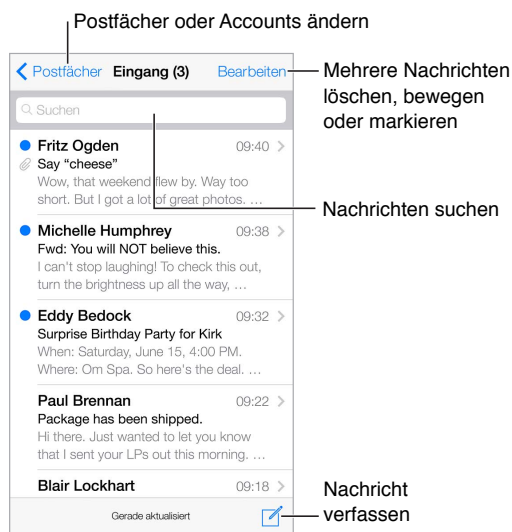 Postfächer oder Accounts ändern
Postfächer Eingang (3) Bearbeiten
Mehrere Nachrichten
löschen, bewegen
oder markieren
Suchen
Fritz Ogden 09:40
Say “cheese”
Wow, that weekend flew by. Way too
short. But I got a lot of great photos. …
Nachrichten suchen
Michelle Humphrey 09:38
Fwd: You will NOT believe this.
I can't stop laughing! To check this out,
turn the brightness up all the way, …
Eddy Bedock 09:32
Surprise Birthday Party for Kirk
When: Saturday, June 15, 4:00 PM.
Where: Om Spa. So here's the deal. …
Paul Brennan 09:22
Package has been shipped.
Hi there. Just wanted to let you know
that I sent your LPs out this morning. …
Blair Lockhart 09:18
Gerade aktualisiert
Nachricht
verfassen